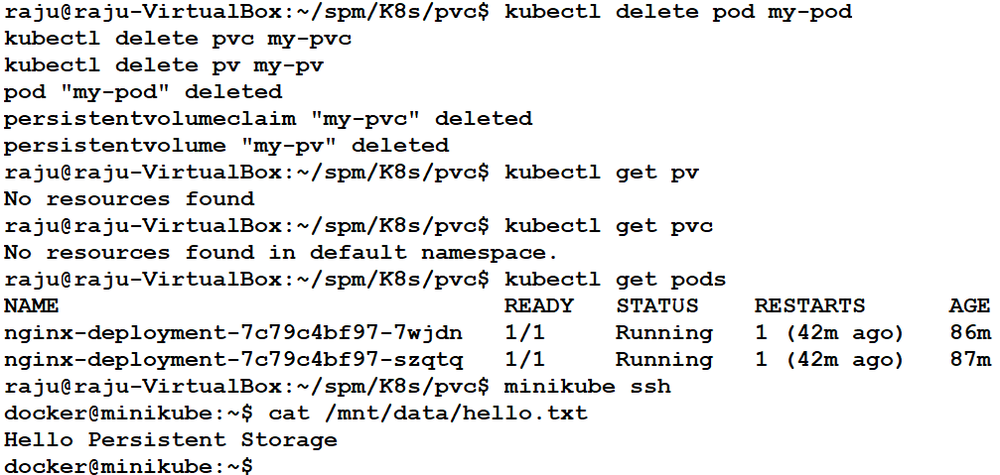 raju@raju-VirtualBox:~/spm/K8s/pvc$ kubectl delete pod my-pod
kubectl delete pvc my-pvc
kubectl delete pv my-pv
pod "my-pod" deleted
persistentvolumeclaim "my-pvc" deleted
persistentvolume "my-pv" deleted
raju@raju-VirtualBox:~/spm/K8s/pvc$ kubectl get pv
No resources found
raju@raju-VirtualBox:~/spm/K8s/pvc$ kubectl get pvc
No resources found in default namespace.
raju@raju-VirtualBox:~/spm/K8s/pvc$ kubectl get pods
NAME                                READY   STATUS    RESTARTS      AGE
nginx-deployment-7c79c4bf97-7wjdn   1/1     Running   1 (42m ago)   86m
nginx-deployment-7c79c4bf97-szqtq   1/1     Running   1 (42m ago)   87m
raju@raju-VirtualBox:~/spm/K8s/pvc$ minikube ssh
docker@minikube:~$ cat /mnt/data/hello.txt
Hello Persistent Storage
docker@minikube:~$